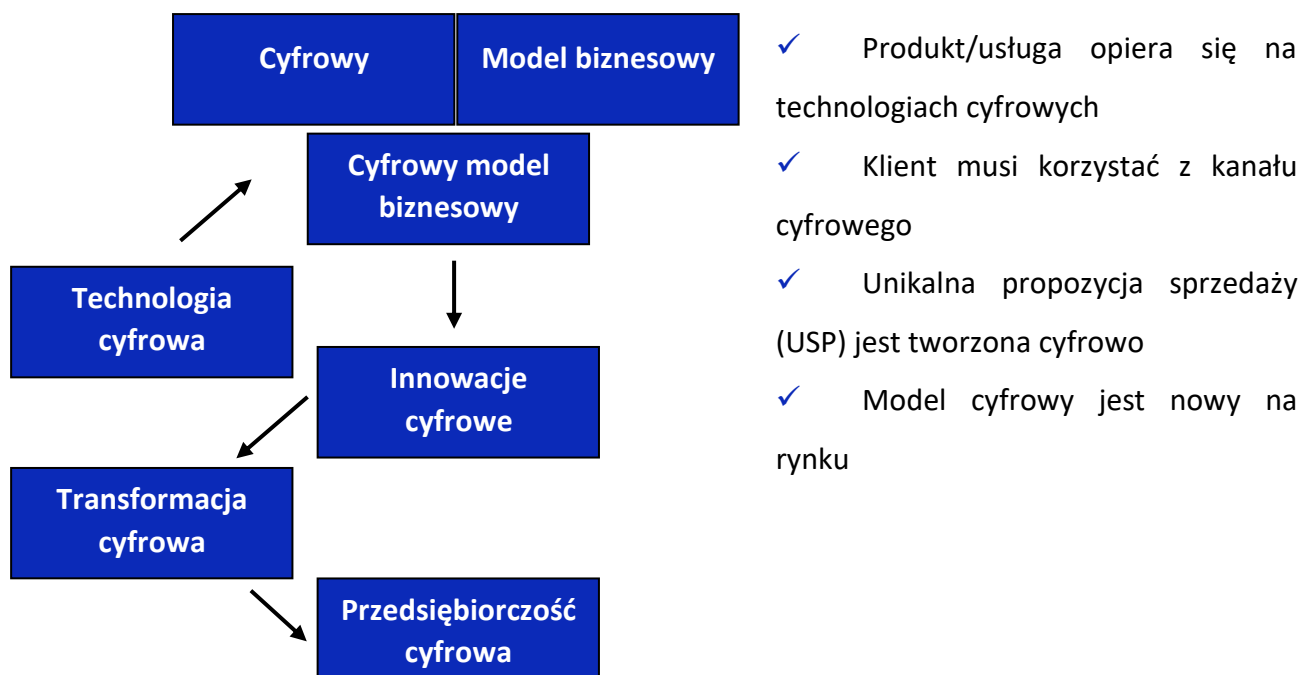 Cyfrowy
Model biznesowy
Cyfrowy model
biznesowy
Technologia
cyfrowa
Innowacje
cyfrowe
Transformacja
cyfrowa
Przedsiębiorczość
cyfrowa
✓ Produkt/usługa opiera się na
technologiach cyfrowych
✓ Klient musi korzystać z kanału
cyfrowego
✓ Unikalna propozycja sprzedaży
(USP) jest tworzona cyfrowo
✓ Model cyfrowy jest nowy na
rynku